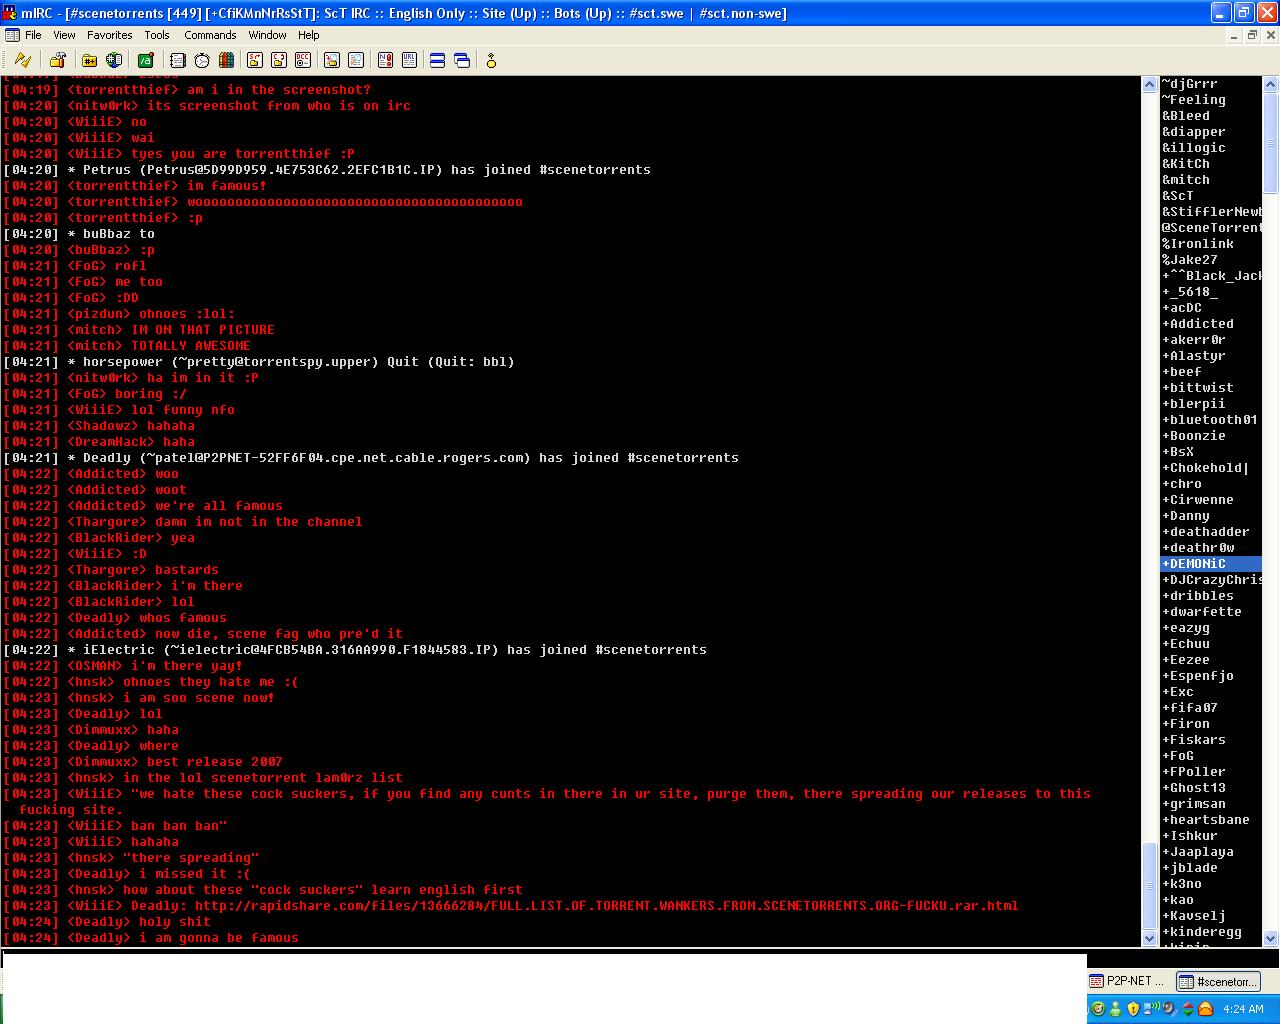 mIRC - [#scenetorrents [449] [+CfiKMnNrRsStT]: ScT IRC :: English Only :: Site (Up) :: Bots (Up) :: #sct.swe | #sct.non-swe]
File View Favorites Tools Commands Window Help
[04:19] <torrentthief> am i in the screenshot?
[04:20] <nitw0rk> its screenshot from who is on irc
[04:20] <WiiiE> no
[04:20] <WiiiE> wai
[04:20] <WiiiE> tyes you are torrentthief :P
[04:20] * Petrus (Petrus@5D99D959.4E753C62.2EFC1B1C.IP) has joined #scenetorrents
[04:20] <torrentthief> im famous!
[04:20] <torrentthief> woooooooooooooooooooooooooooooooooooooooooo
[04:20] <torrentthief> :p
[04:20] * buBbaz to
[04:20] <buBbaz> :p
[04:21] <FoG> rofl
[04:21] <FoG> me too
[04:21] <FoG> :DD
[04:21] <pizdun> ohnoes :lol:
[04:21] <mitch> IM ON THAT PICTURE
[04:21] <mitch> TOTALLY AWESOME
[04:21] * horsepower (~pretty@torrentspy.upper) Quit (Quit: bbl)
[04:21] <nitw0rk> ha im in it :P
[04:21] <FoG> boring :/
[04:21] <WiiiE> lol funny nfo
[04:21] <Shadowz> hahaha
[04:21] <DreamHack> haha
[04:21] * Deadly (~patel@P2PNET-52FF6F04.cpe.net.cable.rogers.com) has joined #scenetorrents
[04:22] <Addicted> woo
[04:22] <Addicted> woot
[04:22] <Addicted> we're all famous
[04:22] <Thargore> damn im not in the channel
[04:22] <BlackRider> yea
[04:22] <WiiiE> :D
[04:22] <Thargore> bastards
[04:22] <BlackRider> i'm there
[04:22] <BlackRider> lol
[04:22] <Deadly> whos famous
[04:22] <Addicted> now die, scene fag who pre'd it
[04:22] * iElectric (~ielectric@4FCB54BA.316AA990.F1844583.IP) has joined #scenetorrents
[04:22] <OSMAN> i'm there yay!
[04:22] <hnsk> ohnoes they hate me :(
[04:23] <hnsk> i am soo scene now!
[04:23] <Deadly> lol
[04:23] <Dimmuxx> haha
[04:23] <Deadly> where
[04:23] <Dimmuxx> best release 2007
[04:23] <hnsk> in the lol scenetorrent lam0rz list
[04:23] <WiiiE> "we hate these cock suckers, if you find any cunts in there in ur site, purge them, there spreading our releases to this
fucking site.
[04:23] <WiiiE> ban ban ban"
[04:23] <WiiiE> hahaha
[04:23] <hnsk> "there spreading"
[04:23] <Deadly> i missed it :(
[04:23] <hnsk> how about these "cock suckers" learn english first
[04:23] <WiiiE> Deadly: http://rapidshare.com/files/13666284/FULL.LIST.OF.TORRENT.WANKERS.FROM.SCENETORRENTS.ORG-FUCKU.rar.html
[04:24] <Deadly> holy shit
[04:24] <Deadly> i am gonna be famous
~djGrrr
~Feeling
&Bleed
&diapper
&illogic
&KitCh
&mitch
&ScT
&StifflerNewb
@SceneTorrent
%Ironlink
%Jake27
+^^Black_Jack
+_5618_
+acDC
+Addicted
+akerr0r
+Alastyr
+beef
+bittwist
+blerpii
+bluetooth01
+Boonzie
+BsX
+Chokehold|
+chro
+Cirwenne
+Danny
+deathadder
+deathr0w
+DEMONiC
+DJCrazyChris
+dribbles
+dwarfette
+eazyg
+Echuu
+Eezee
+Espenfjo
+Exc
+fifa07
+Firon
+Fiskars
+FoG
+FPoller
+Ghost13
+grimsan
+heartsbane
+Ishkur
+Jaaplaya
+jblade
+k3no
+kao
+Kavselj
+kinderegg
P2P-NET ...
#scenetorr...
4:24 AM